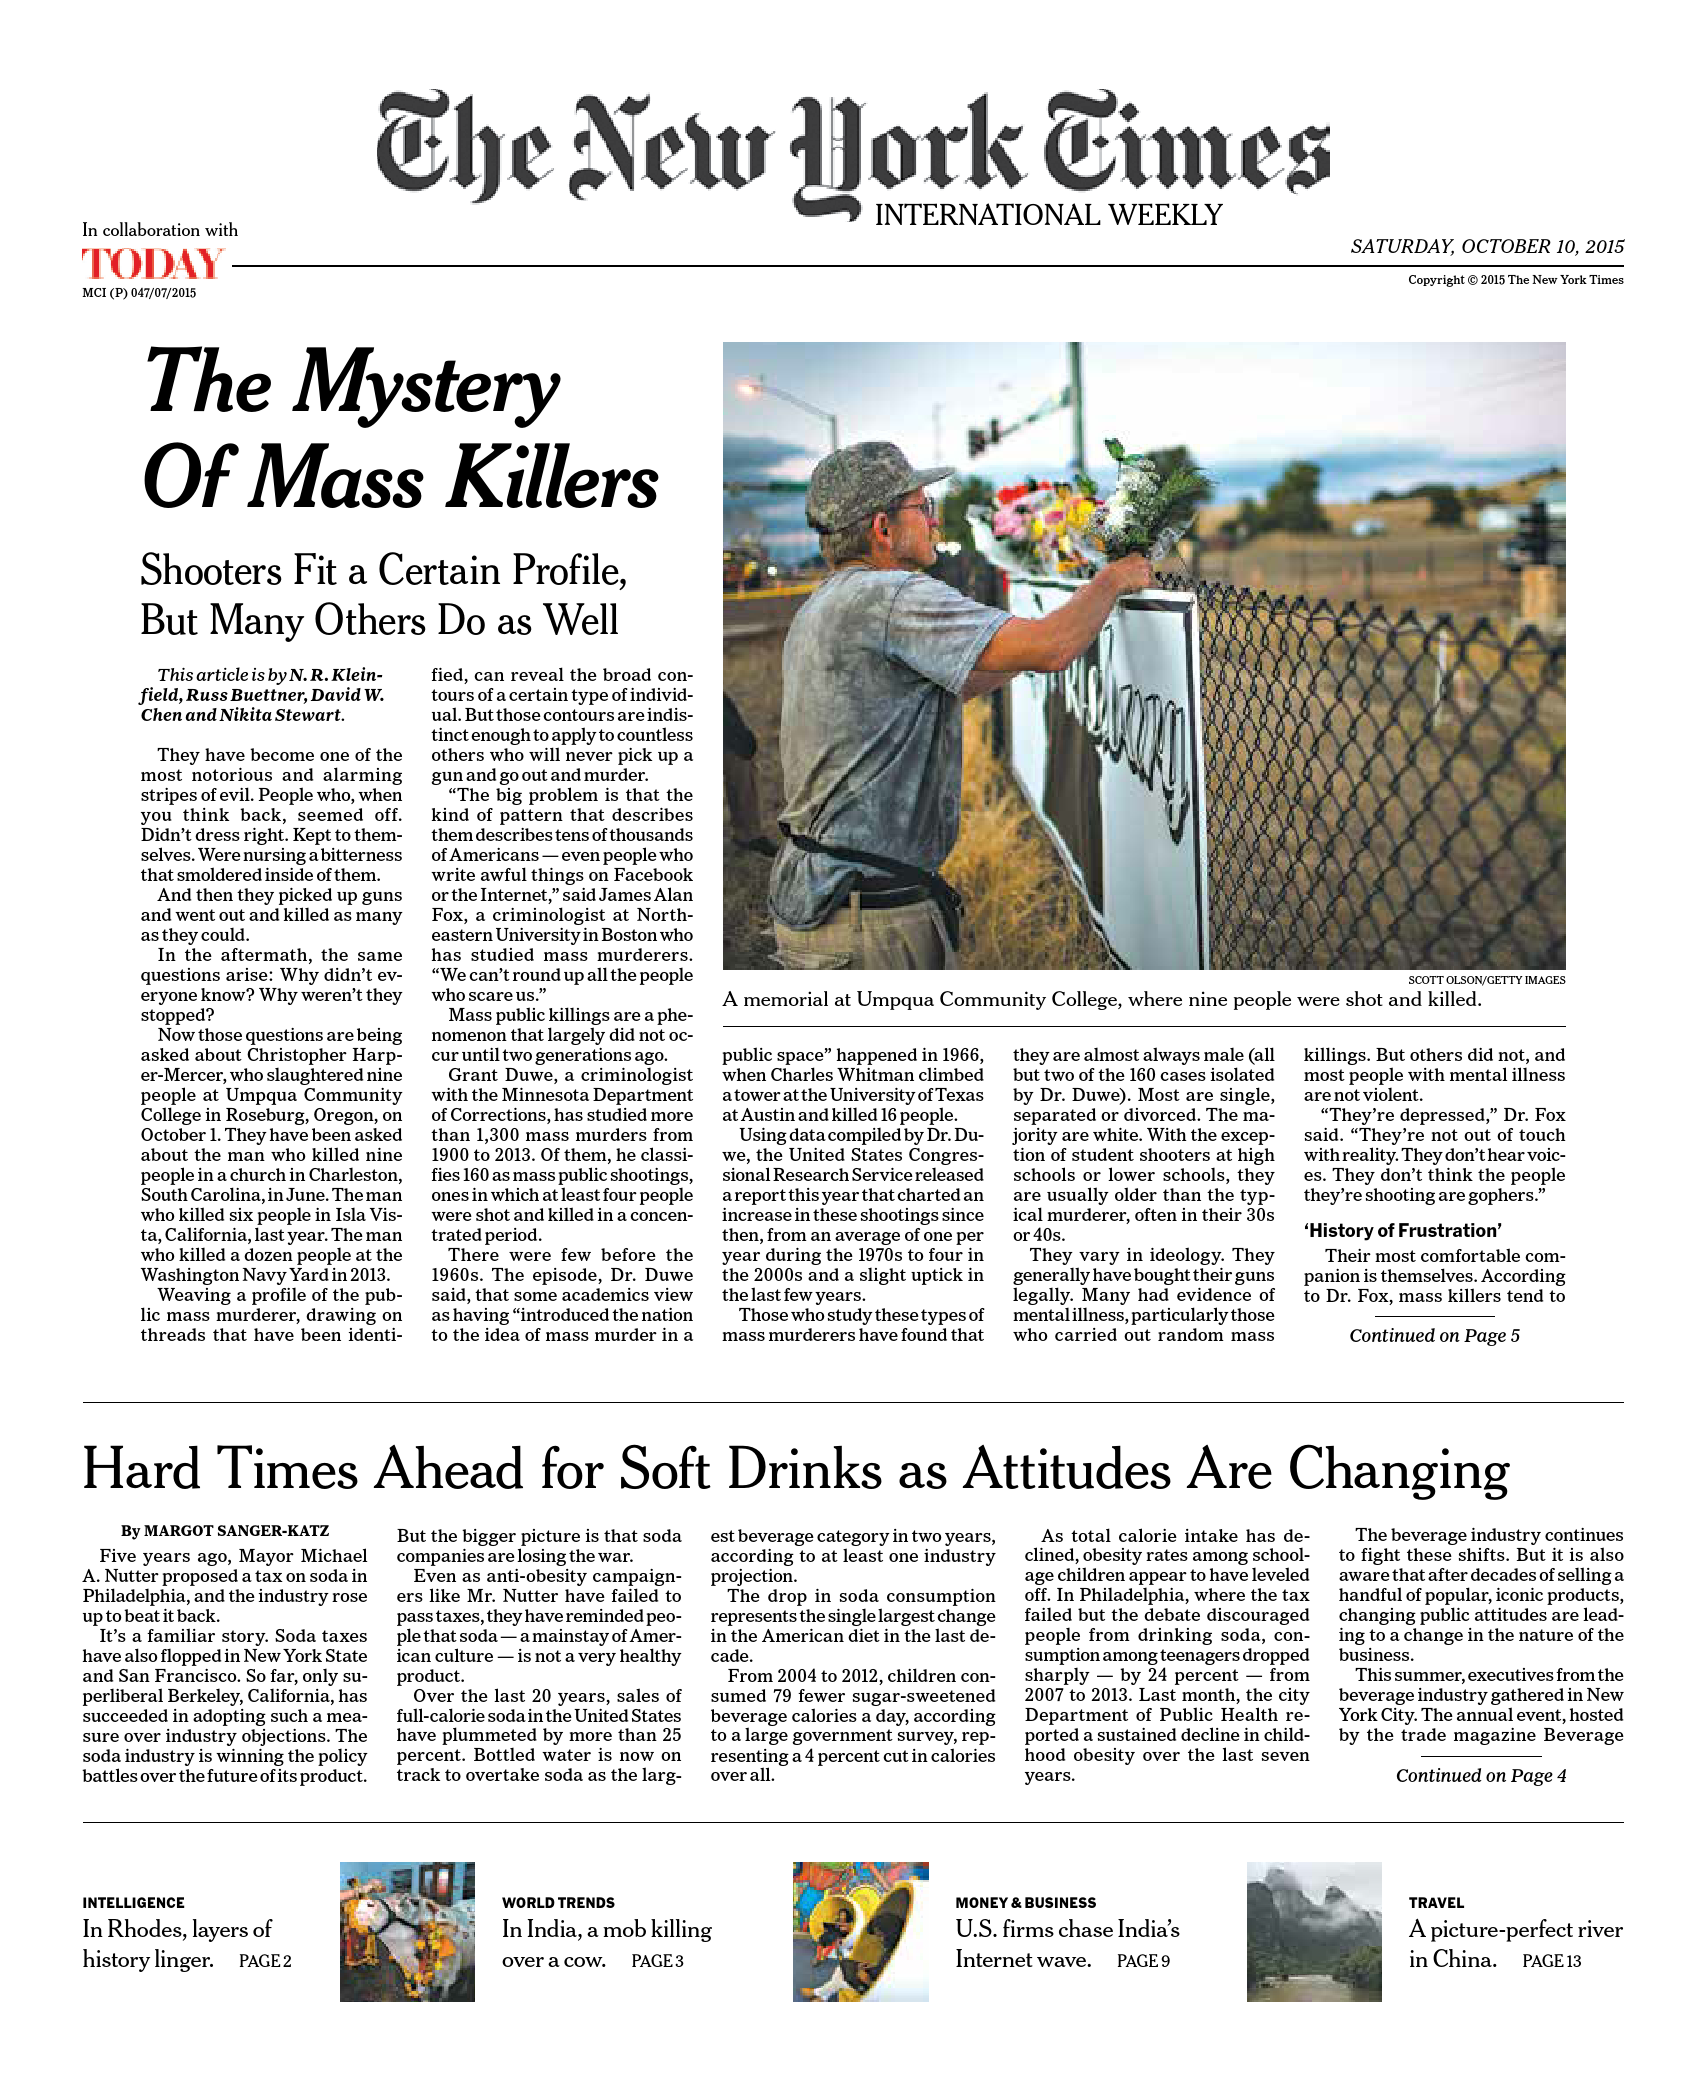 The New York Times
INTERNATIONAL WEEKLY
In collaboration with
TODAY
MCI (P) 047/07/2015
SATURDAY, OCTOBER 10, 2015
Copyright © 2015 The New York Times
The Mystery
Of Mass Killers
Shooters Fit a Certain Profile,
But Many Others Do as Well
This article is by N. R. Klein-
field, Russ Buettner, David W.
Chen and Nikita Stewart.
They have become one of the
most notorious and alarming
stripes of evil. People who, when
you think back, seemed off.
Didn’t dress right. Kept to them-
selves. Were nursing a bitterness
that smoldered inside of them.
And then they picked up guns
and went out and killed as many
as they could.
In the aftermath, the same
questions arise: Why didn’t ev-
eryone know? Why weren’t they
stopped?
Now those questions are being
asked about Christopher Harp-
er-Mercer, who slaughtered nine
people at Umpqua Community
College in Roseburg, Oregon, on
October 1. They have been asked
about the man who killed nine
people in a church in Charleston,
South Carolina, in June. The man
who killed six people in Isla Vis-
ta, California, last year. The man
who killed a dozen people at the
Washington Navy Yard in 2013.
Weaving a profile of the pub-
lic mass murderer, drawing on
threads that have been identi-
fied, can reveal the broad con-
tours of a certain type of individ-
ual. But those contours are indis-
tinct enough to apply to countless
others who will never pick up a
gun and go out and murder.
“The big problem is that the
kind of pattern that describes
them describes tens of thousands
of Americans — even people who
write awful things on Facebook
or the Internet,” said James Alan
Fox, a criminologist at North-
eastern University in Boston who
has studied mass murderers.
“We can’t round up all the people
who scare us.”
Mass public killings are a phe-
nomenon that largely did not oc-
cur until two generations ago.
Grant Duwe, a criminologist
with the Minnesota Department
of Corrections, has studied more
than 1,300 mass murders from
1900 to 2013. Of them, he classi-
fies 160 as mass public shootings,
ones in which at least four people
were shot and killed in a concen-
trated period.
There were few before the
1960s. The episode, Dr. Duwe
said, that some academics view
as having “introduced the nation
to the idea of mass murder in a
Roseburg
SCOTT OLSON/GETTY IMAGES
A memorial at Umpqua Community College, where nine people were shot and killed.
public space” happened in 1966,
when Charles Whitman climbed
a tower at the University of Texas
at Austin and killed 16 people.
Using data compiled by Dr. Du-
we, the United States Congres-
sional Research Service released
a report this year that charted an
increase in these shootings since
then, from an average of one per
year during the 1970s to four in
the 2000s and a slight uptick in
the last few years.
Those who study these types of
mass murderers have found that
they are almost always male (all
but two of the 160 cases isolated
by Dr. Duwe). Most are single,
separated or divorced. The ma-
jority are white. With the excep-
tion of student shooters at high
schools or lower schools, they
are usually older than the typ-
ical murderer, often in their 30s
or 40s.
They vary in ideology. They
generally have bought their guns
legally. Many had evidence of
mental illness, particularly those
who carried out random mass
killings. But others did not, and
most people with mental illness
are not violent.
“They’re depressed,” Dr. Fox
said. “They’re not out of touch
with reality. They don’t hear voic-
es. They don’t think the people
they’re shooting are gophers.”
‘History of Frustration’
Their most comfortable com-
panion is themselves. According
to Dr. Fox, mass killers tend to
Continued on Page 5
Hard Times Ahead for Soft Drinks as Attitudes Are Changing
By MARGOT SANGER-KATZ
Five years ago, Mayor Michael
A. Nutter proposed a tax on soda in
Philadelphia, and the industry rose
up to beat it back.
It’s a familiar story. Soda taxes
have also flopped in New York State
and San Francisco. So far, only su-
perliberal Berkeley, California, has
succeeded in adopting such a mea-
sure over industry objections. The
soda industry is winning the policy
battles over the future of its product.
But the bigger picture is that soda
companies are losing the war.
Even as anti-obesity campaign-
ers like Mr. Nutter have failed to
pass taxes, they have reminded peo-
ple that soda — a mainstay of Amer-
ican culture — is not a very healthy
product.
Over the last 20 years, sales of
full-calorie soda in the United States
have plummeted by more than 25
percent. Bottled water is now on
track to overtake soda as the larg-
est beverage category in two years,
according to at least one industry
projection.
The drop in soda consumption
represents the single largest change
in the American diet in the last de-
cade.
From 2004 to 2012, children con-
sumed 79 fewer sugar-sweetened
beverage calories a day, according
to a large government survey, rep-
resenting a 4 percent cut in calories
over all.
As total calorie intake has de-
clined, obesity rates among school-
age children appear to have leveled
off. In Philadelphia, where the tax
failed but the debate discouraged
people from drinking soda, con-
sumption among teenagers dropped
sharply — by 24 percent — from
2007 to 2013. Last month, the city
Department of Public Health re-
ported a sustained decline in child-
hood obesity over the last seven
years.
The beverage industry continues
to fight these shifts. But it is also
aware that after decades of selling a
handful of popular, iconic products,
changing public attitudes are lead-
ing to a change in the nature of the
business.
This summer, executives from the
beverage industry gathered in New
York City. The annual event, hosted
by the trade magazine Beverage
Continued on Page 4
INTELLIGENCE
In Rhodes, layers of
history linger. PAGE 2
WORLD TRENDS
In India, a mob killing
over a cow. PAGE 3
MONEY & BUSINESS
U.S. firms chase India’s
Internet wave. PAGE 9
TRAVEL
A picture-perfect river
in China. PAGE 13